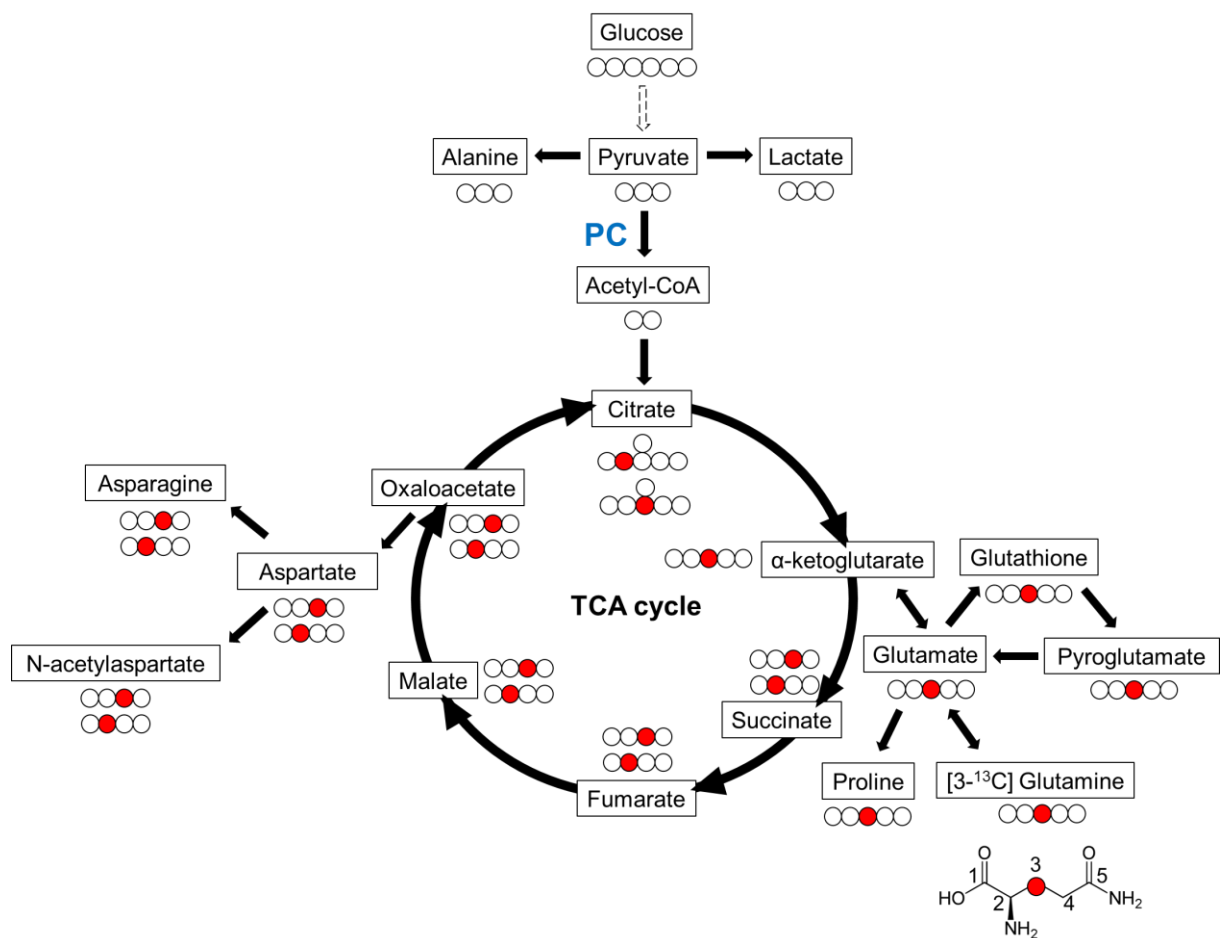 Glucose
Alanine
Pyruvate
Lactate
PC
Acetyl-CoA
Citrate
Asparagine
Oxaloacetate
α-ketoglutarate
Glutathione
Aspartate
TCA cycle
N-acetylaspartate
Malate
Glutamate
Pyroglutamate
Succinate
Fumarate
Proline
[3-¹³C] Glutamine
O
3
O
1
5
HO
2
4
NH₂
NH₂